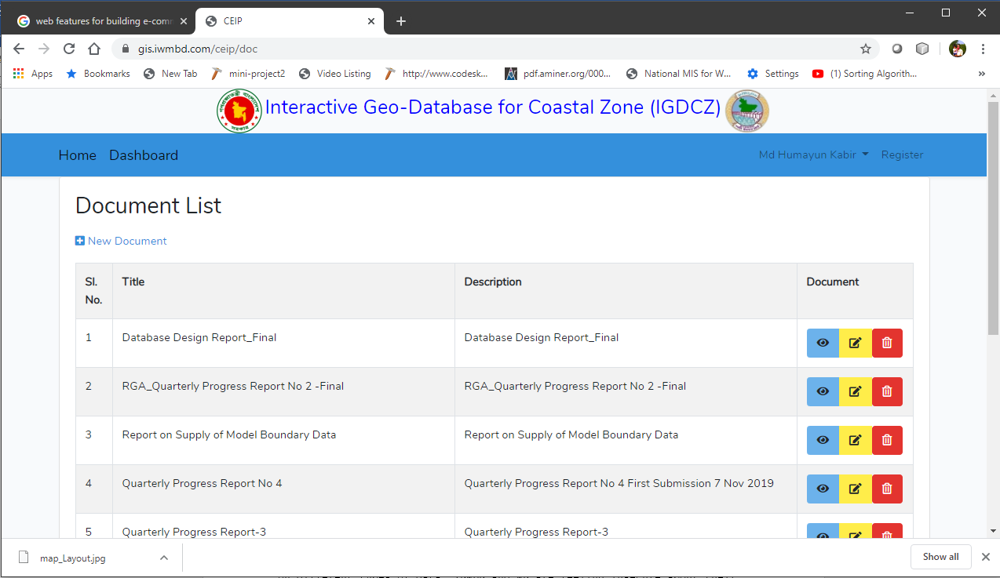 web features for building e-com
CEIP
gis.iwmbd.com/ceip/doc
Apps Bookmarks New Tab mini-project2 Video Listing http://www.codesk... pdf.aminer.org/000... National MIS for W... Settings (1) Sorting Algorith... »
Interactive Geo-Database for Coastal Zone (IGDCZ)
Home Dashboard Md Humayun Kabir Register
Document List
New Document
Sl. No. Title Description Document
1 Database Design Report_Final Database Design Report_Final
2 RGA_Quarterly Progress Report No 2 -Final RGA_Quarterly Progress Report No 2 -Final
3 Report on Supply of Model Boundary Data Report on Supply of Model Boundary Data
4 Quarterly Progress Report No 4 Quarterly Progress Report No 4 First Submission 7 Nov 2019
5 Quarterly Progress Report-3 Quarterly Progress Report-3
map_Layout.jpg Show all